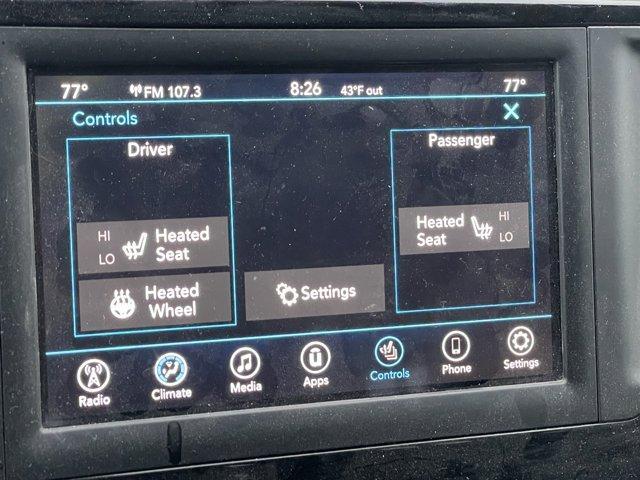 77° FM 107.3 8:26 43°F out 77°
Controls X
Driver
Passenger
HI
LO
Heated
Seat
Heated
Wheel
Settings
Heated
Seat
HI
LO
Radio Climate Media Apps Controls Phone Settings